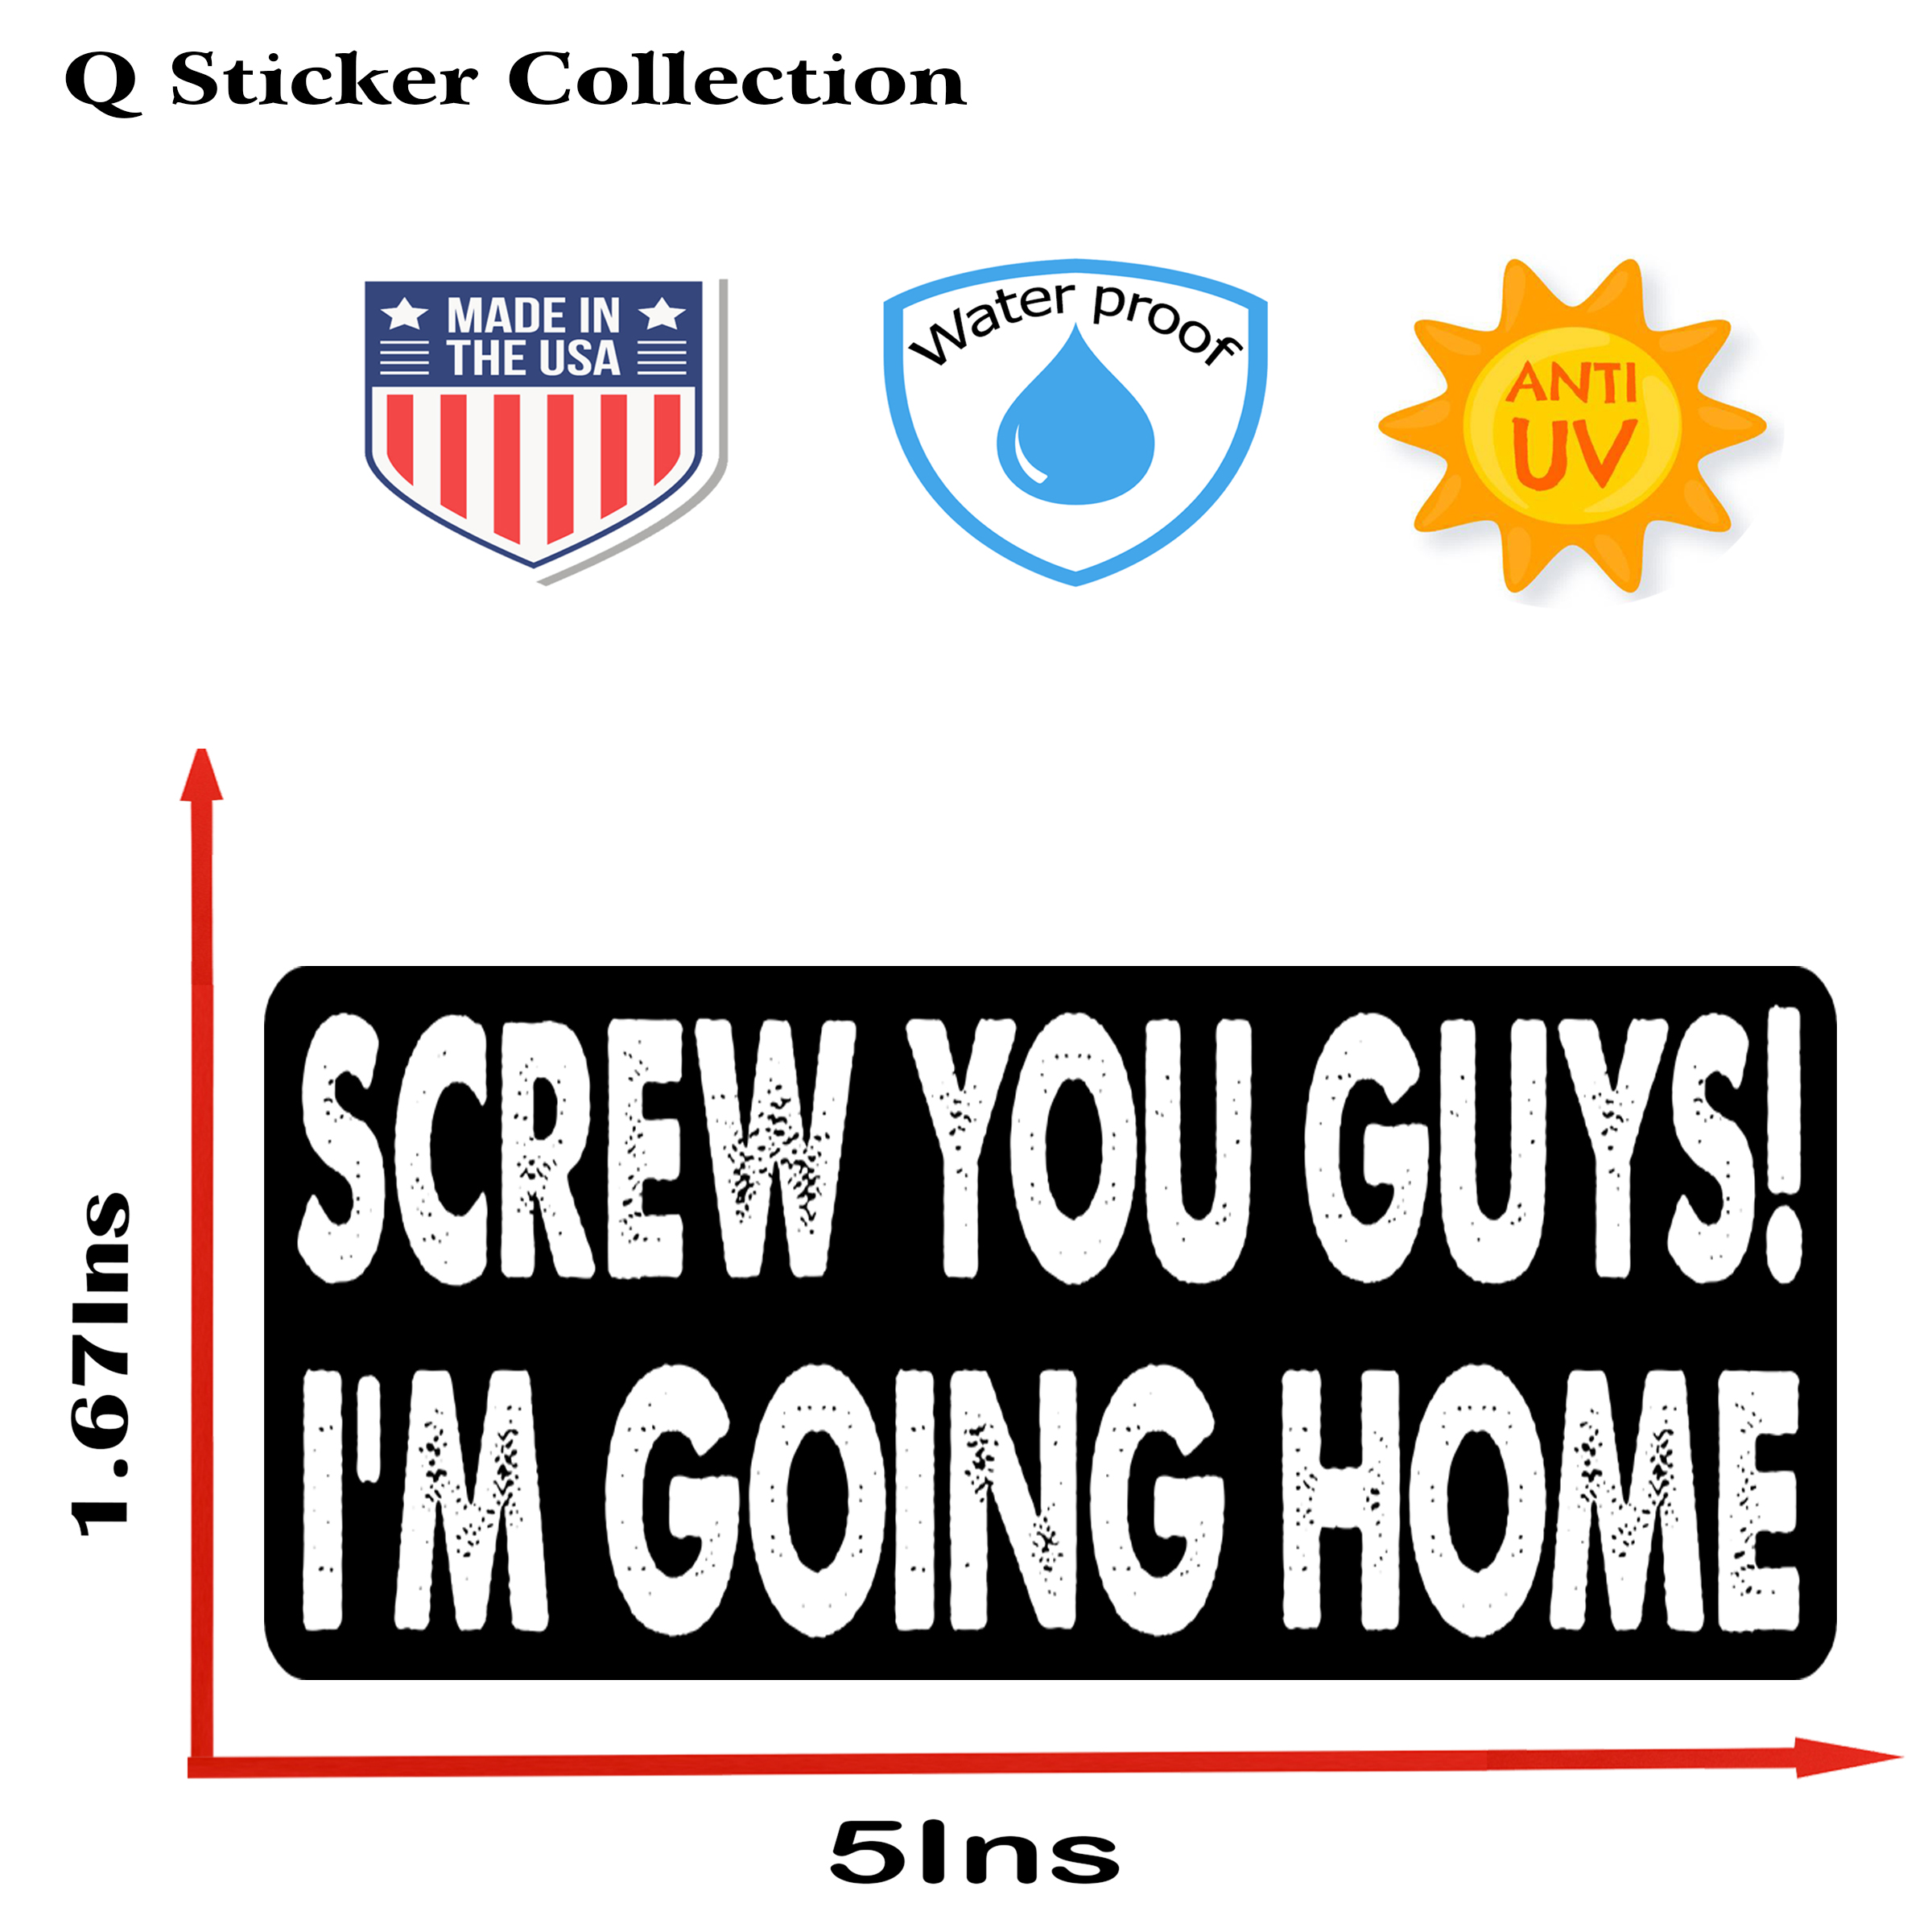 Q Sticker Collection
MADE IN
THE USA
Water proof
ANTI
UV
SCREW YOU GUYS!
I'M GOING HOME
1.67Ins
5Ins